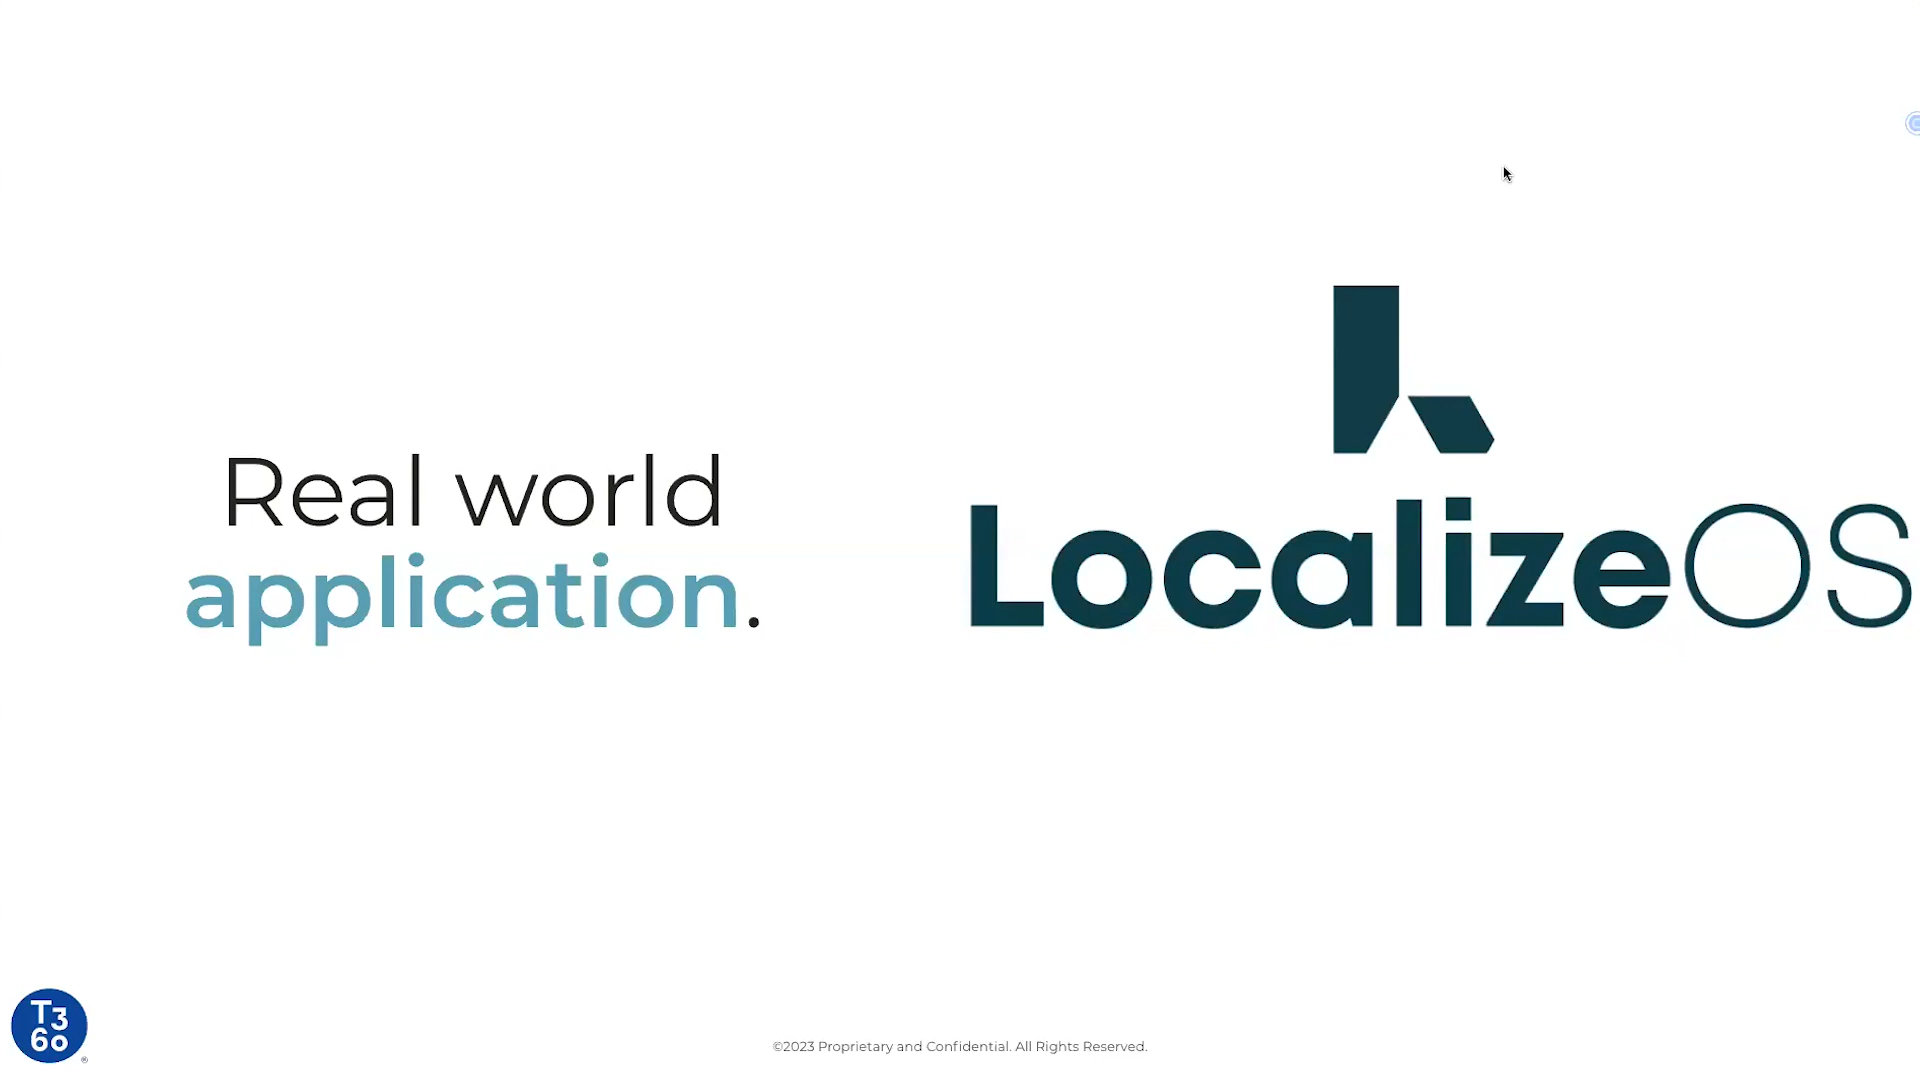 Real world
application.
LocalizeOS
T3
60
®
©2023 Proprietary and Confidential. All Rights Reserved.